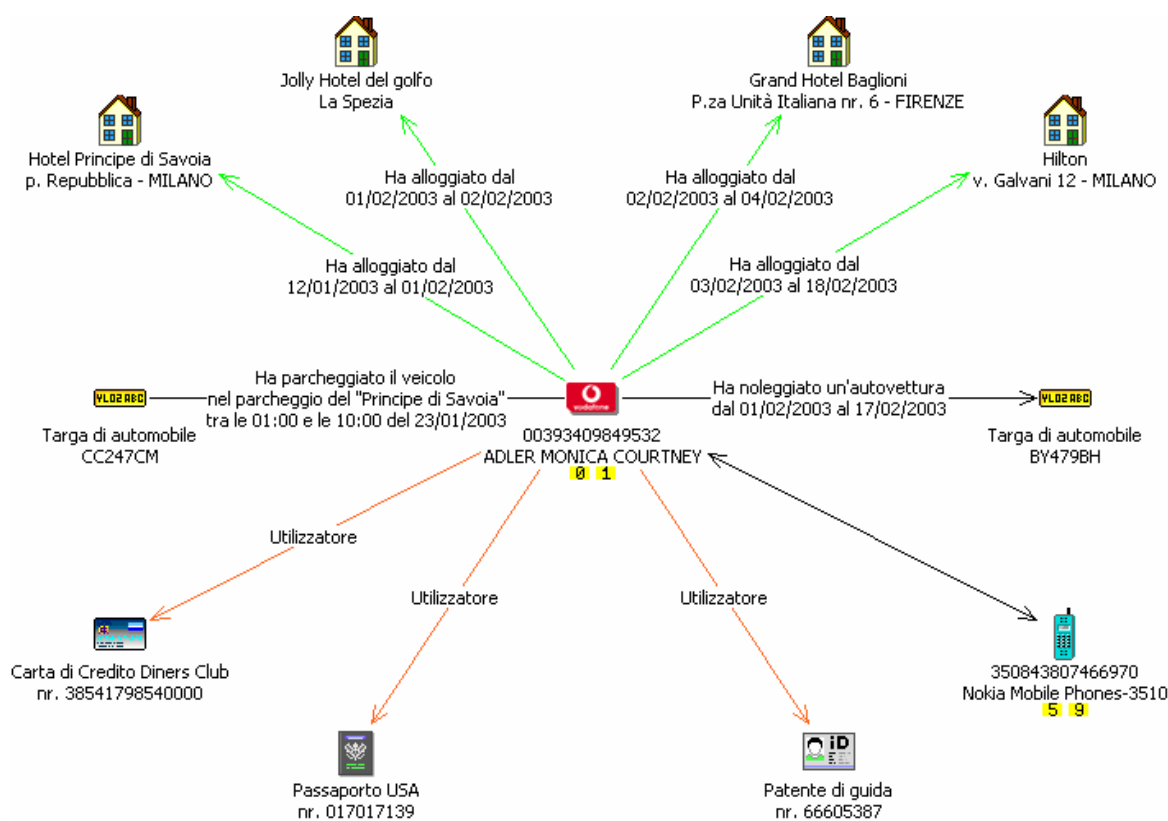 Jolly Hotel del golfo
La Spezia
Grand Hotel Baglioni
P.za Unità Italiana nr. 6 - FIRENZE
Hotel Principe di Savoia
p. Repubblica - MILANO
Hilton
v. Galvani 12 - MILANO
Ha alloggiato dal
01/02/2003 al 02/02/2003
Ha alloggiato dal
02/02/2003 al 04/02/2003
Ha alloggiato dal
12/01/2003 al 01/02/2003
Ha alloggiato dal
03/02/2003 al 18/02/2003
YL02 ABC
Targa di automobile
CC247CM
Ha parcheggiato il veicolo
nel parcheggio del "Principe di Savoia"
tra le 01:00 e le 10:00 del 23/01/2003
vodafone
00393409849532
ADLER MONICA COURTNEY
0 1
Ha noleggiato un'autovettura
dal 01/02/2003 al 17/02/2003
YL02 ABC
Targa di automobile
BY479BH
Utilizzatore
Utilizzatore
Utilizzatore
Carta di Credito Diners Club
nr. 38541798540000
350843807466970
Nokia Mobile Phones-3510
5 9
Passaporto USA
nr. 017017139
iD
Patente di guida
nr. 66605387